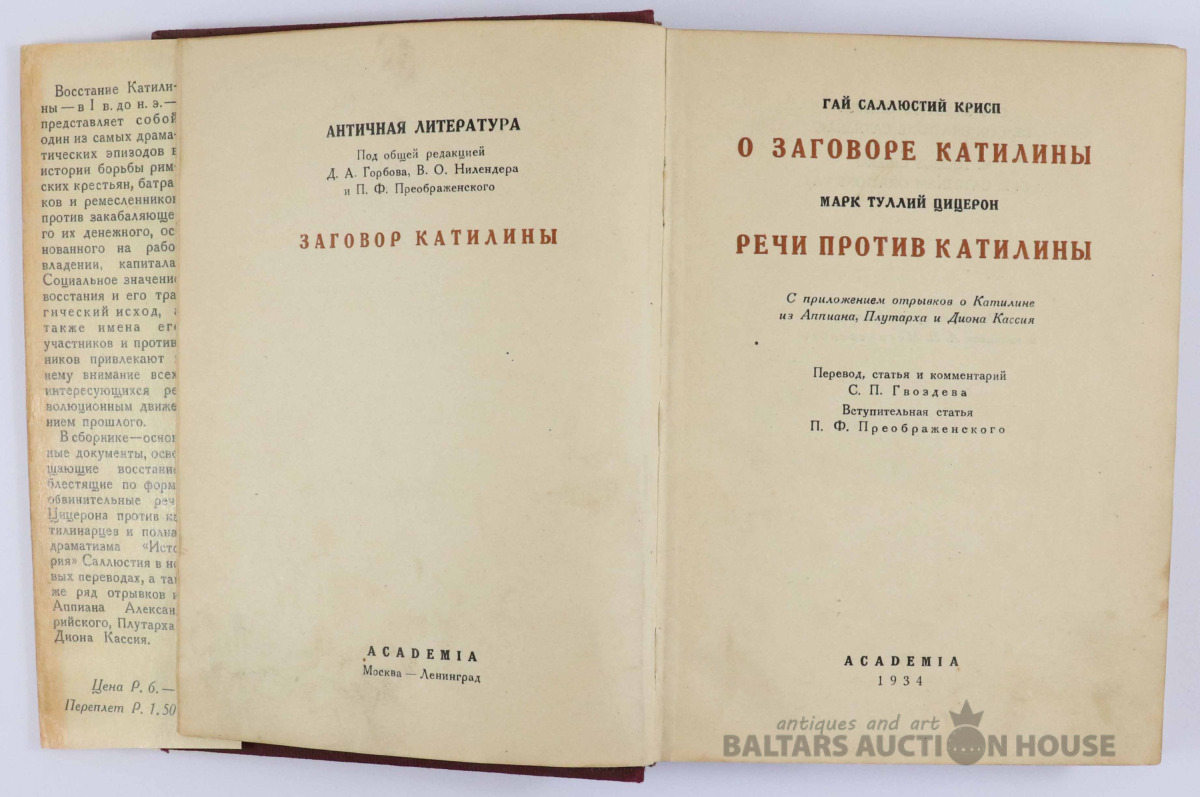 Восстание Катили-
ны — в I в. до н. э.—
представляет собой
один из самых драма-
тических эпизодов в
истории борьбы рим-
ских крестьян, батра
ков и ремесленников
против закабаляюще
го их денежного, ос
нованного на рабо
владении, капитала
Социальное значени
восстания и его тра
гический исход, а
также имена его
участников и против
ников привлекают
нему внимание всех
интересующихся ре
волюционным движе
нием прошлого.
В сборнике—основ
ные документы, осве
щающие восстание
блестящие по форм
обвинительные реч
Цицерона против ка
тилинарцев и полна
драматизма «Исто
рия» Саллюстия в но
вых переводах, а так
же ряд отрывков и
Аппиана Алексан
рийского, Плутарха
Диона Кассия.
Цена Р. 6.—
Переплет Р. 1.50
АНТИЧНАЯ ЛИТЕРАТУРА
Под общей редакцией
Д. А. Горбова, В. О. Нилендера
и П. Ф. Преображенского
ЗАГОВОР КАТИЛИНЫ
ACADEMIA
Москва — Ленинград
ГАЙ САЛЛЮСТИЙ КРИСП
О ЗАГОВОРЕ КАТИЛИНЫ
МАРК ТУЛЛИЙ ЦИЦЕРОН
РЕЧИ ПРОТИВ КАТИЛИНЫ
С приложением отрывков о Катилине
из Аппиана, Плутарха и Диона Кассия
Перевод, статья и комментарий
С. П. Гвоздева
Вступительная статья
П. Ф. Преображенского
ACADEMIA
1934
antiques and art
BALTARS AUCTION HOUSE